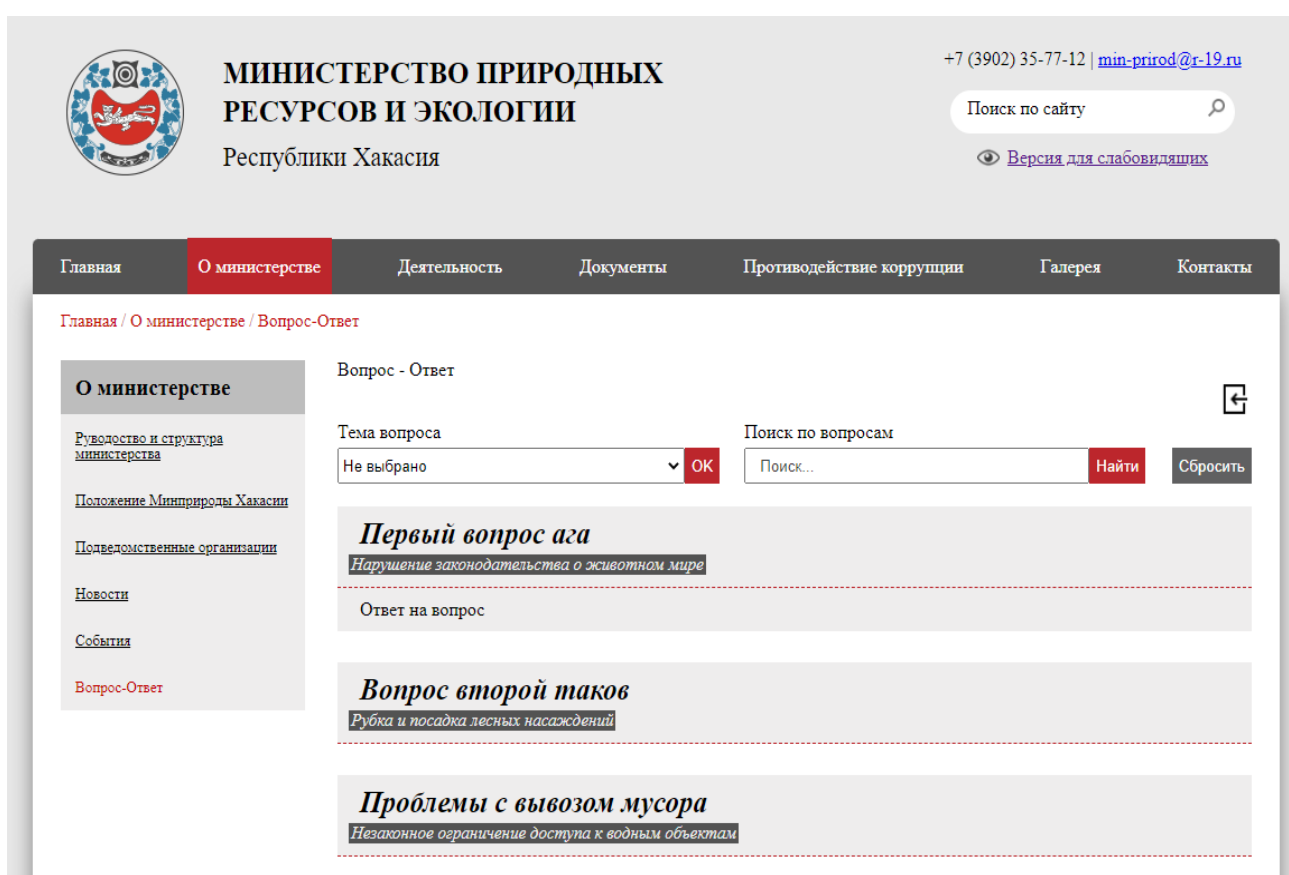 МИНИСТЕРСТВО ПРИРОДНЫХ
РЕСУРСОВ И ЭКОЛОГИИ
Республики Хакасия
+7 (3902) 35-77-12 | min-prirod@r-19.ru
Поиск по сайту
Версия для слабовидящих
Главная О министерстве Деятельность Документы Противодействие коррупции Галерея Контакты
Главная / О министерстве / Вопрос-Ответ
О министерстве
Руводоство и структура
министерства
Положение Минприроды Хакасии
Подведомственные организации
Новости
События
Вопрос-Ответ
Вопрос - Ответ
Тема вопроса
Не выбрано OK
Поиск по вопросам
Поиск... Найти
Сбросить
Первый вопрос ага
Нарушение законодательства о животном мире
Ответ на вопрос
Вопрос второй таков
Рубка и посадка лесных насаждений
Проблемы с вывозом мусора
Незаконное ограничение доступа к водным объектам